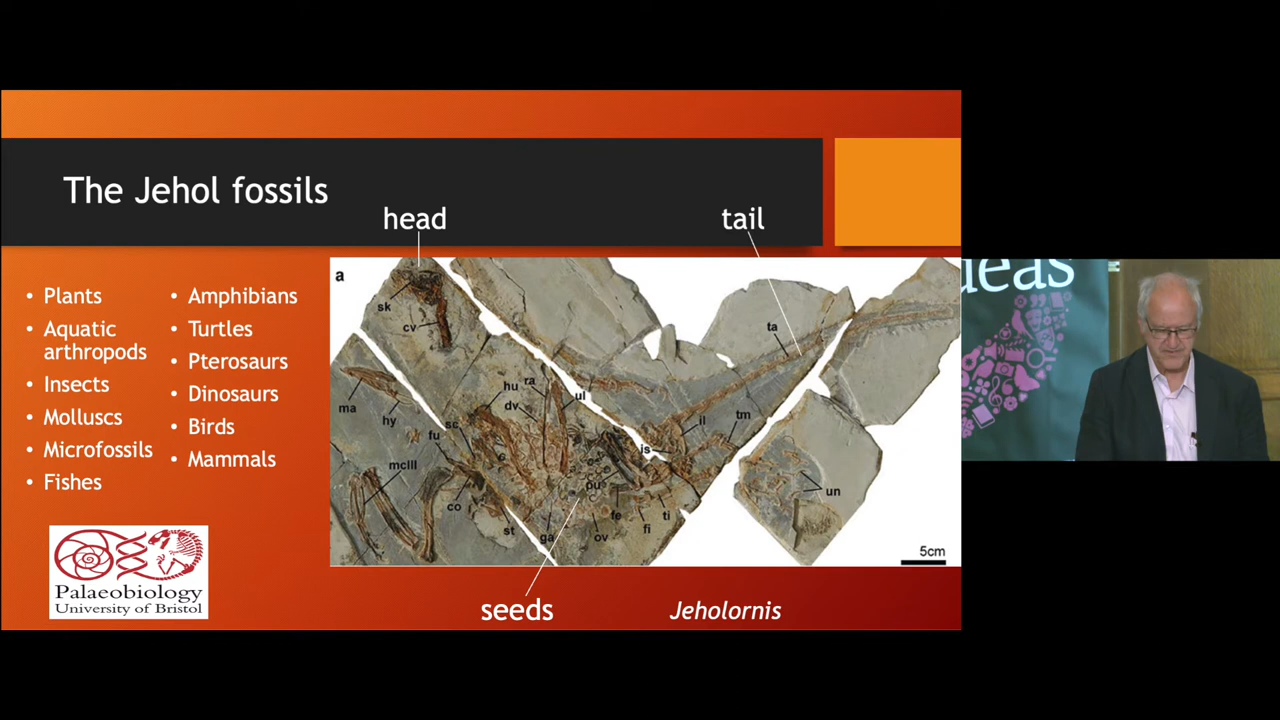 The Jehol fossils
head
tail
• Plants
• Aquatic
arthropods
• Insects
• Molluscs
• Microfossils
• Fishes
• Amphibians
• Turtles
• Pterosaurs
• Dinosaurs
• Birds
• Mammals
a
sk
cv
ta
ma
hy
hu
ra
dv
ul
sc
fu
mcIII
is
il
tm
co
pu
un
st
ga
ov
fe
fi
ti
5cm
seeds
Jeholornis
Palaeobiology
University of Bristol
deas